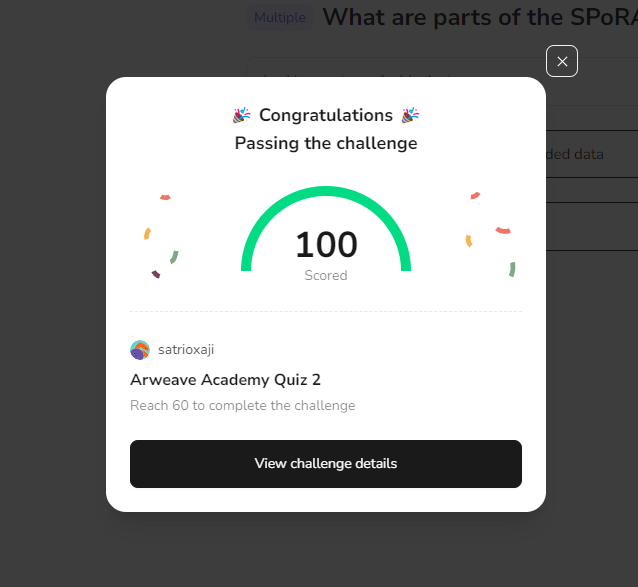 Multiple What are parts of the SPoRA
🎉 Congratulations 🎉
Passing the challenge
ded data
100
Scored
satrioxaji
Arweave Academy Quiz 2
Reach 60 to complete the challenge
View challenge details